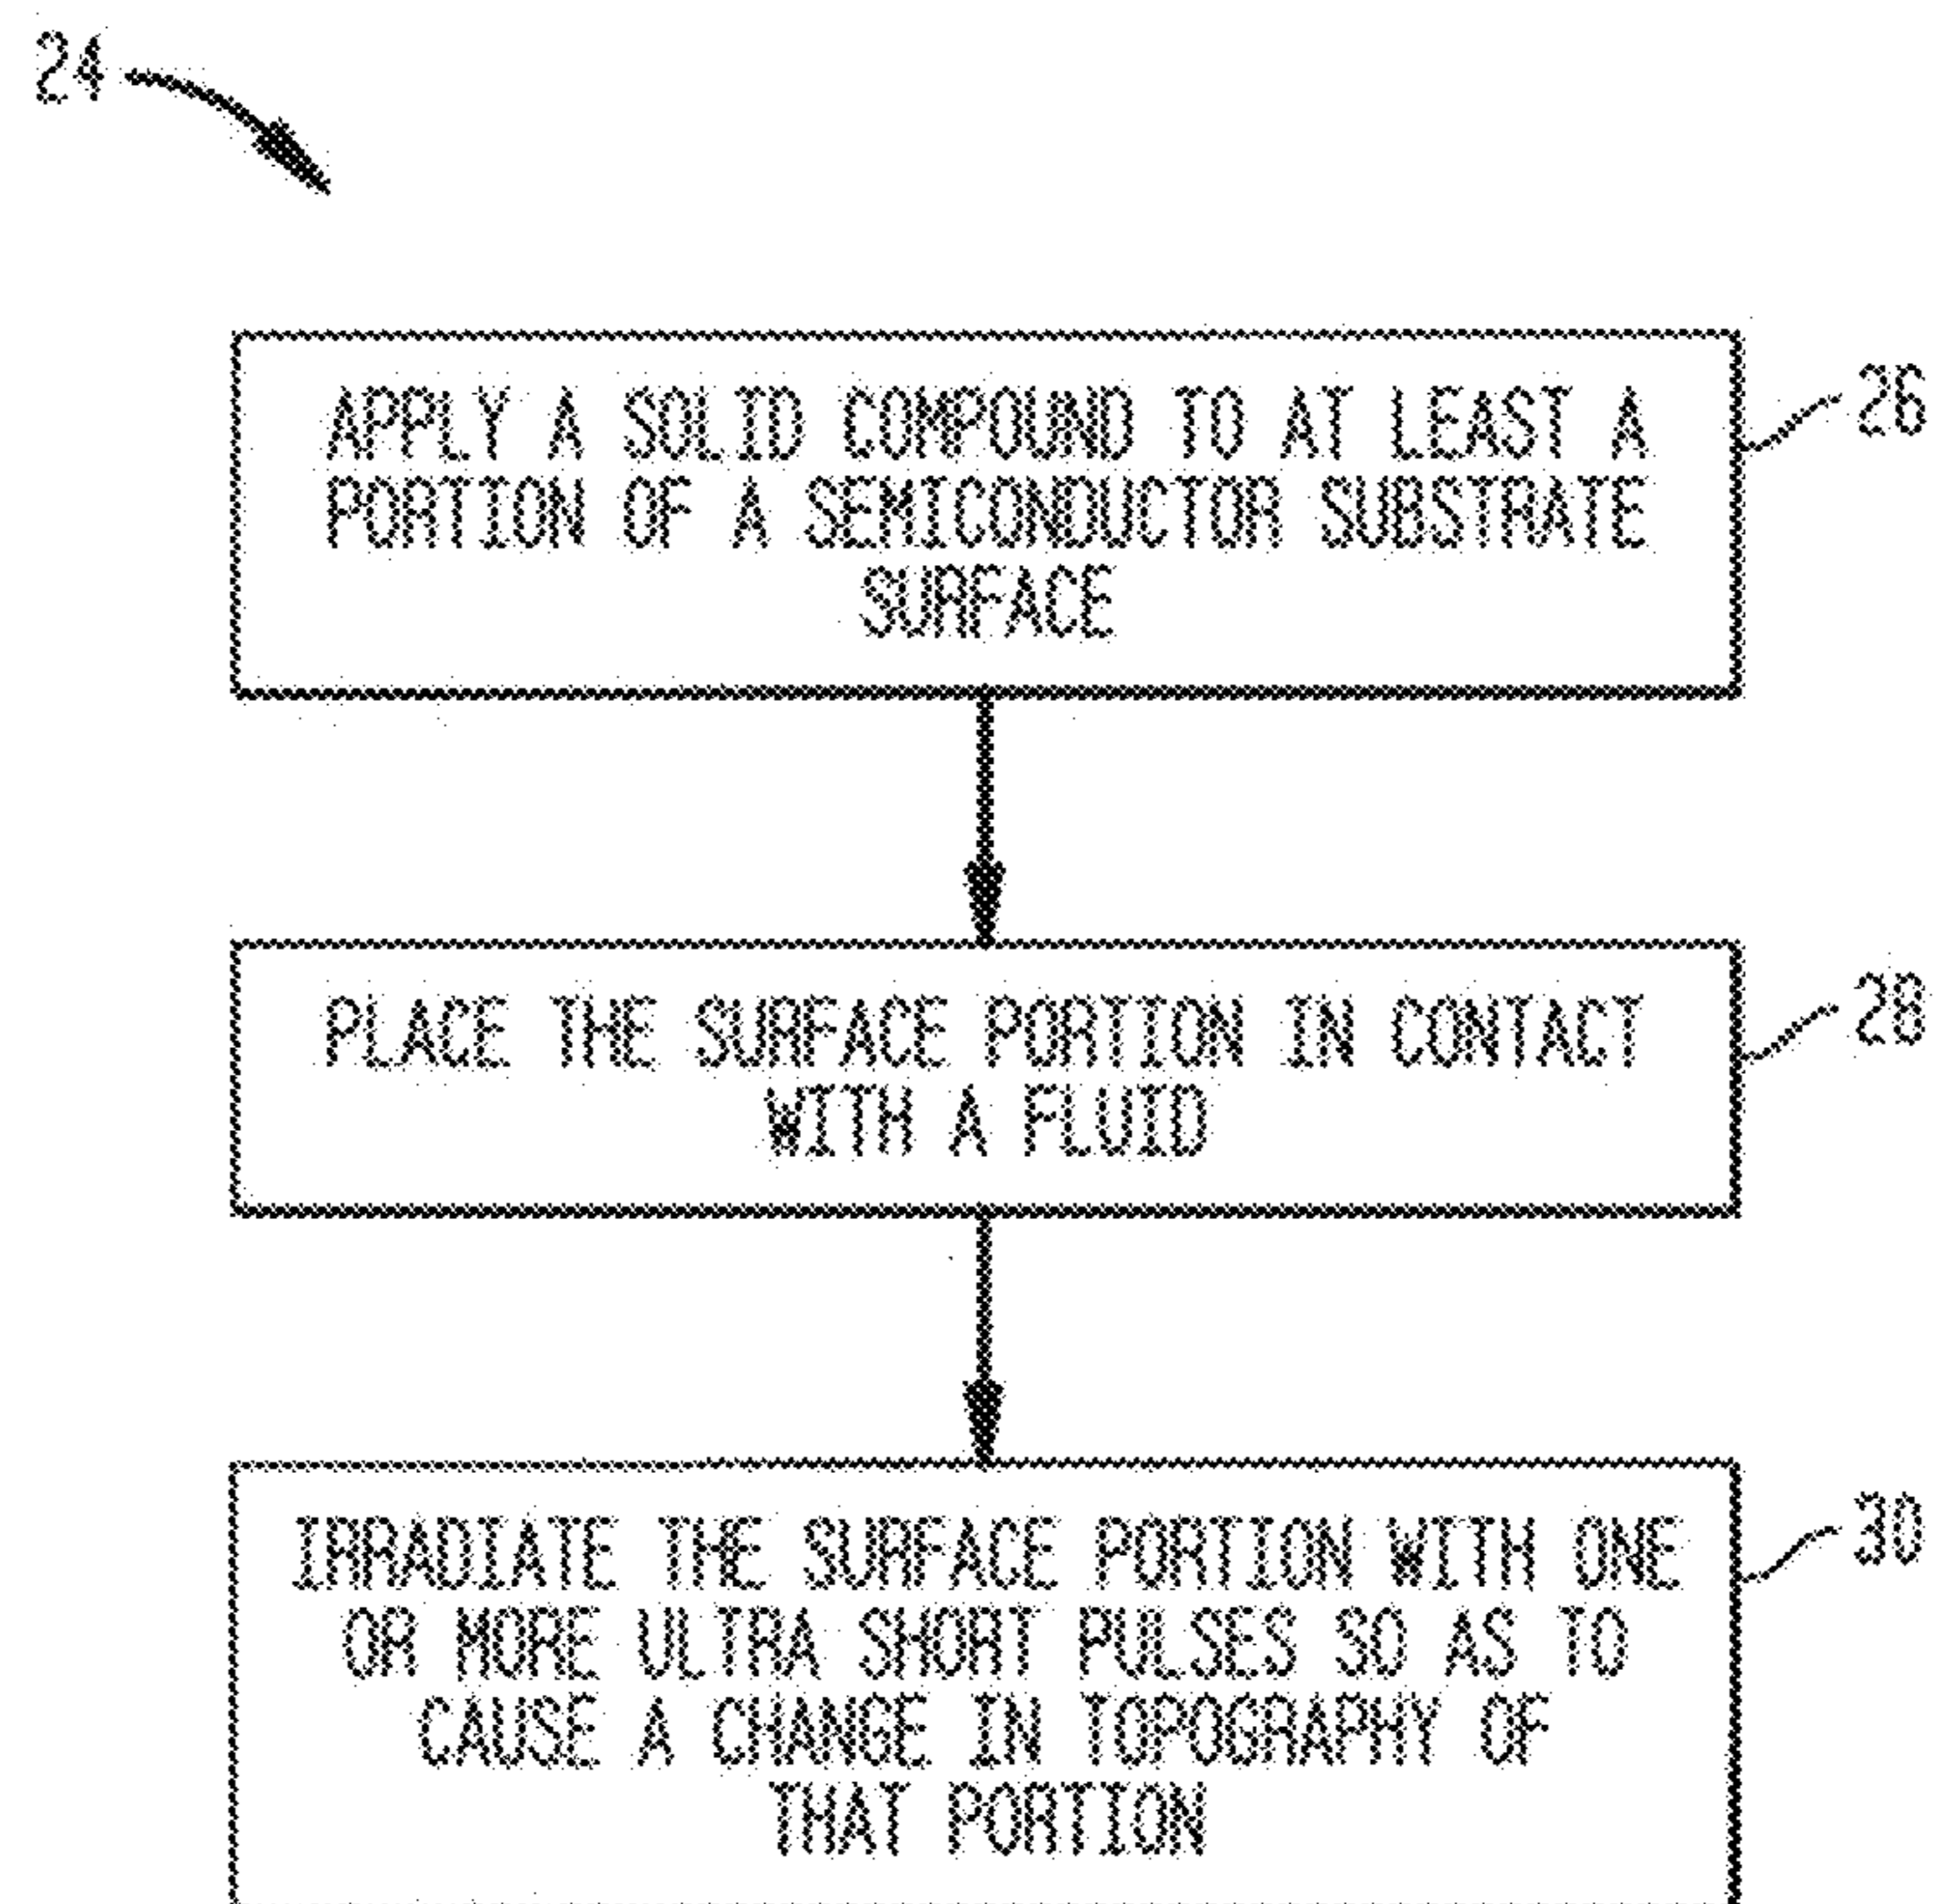 24
APPLY A SOLID COMPOUND TO AT LEAST A
PORTION OF A SEMICONDUCTOR SUBSTRATE
SURFACE
26
PLACE THE SURFACE PORTION IN CONTACT
WITH A FLUID
28
IRRADIATE THE SURFACE PORTION WITH ONE
OR MORE ULTRA SHORT PULSES SO AS TO
CAUSE A CHANGE IN TOPOGRAPHY OF
THAT PORTION
30